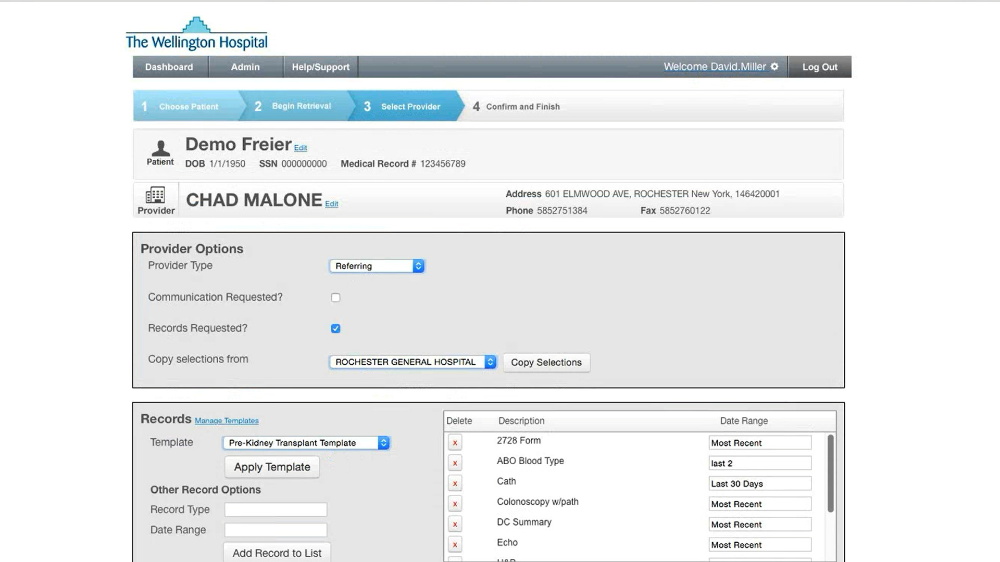 The Wellington Hospital
Dashboard Admin Help/Support Welcome David.Miller Log Out
1 Choose Patient 2 Begin Retrieval 3 Select Provider 4 Confirm and Finish
Demo Freier Edit
Patient
DOB 1/1/1950 SSN 000000000 Medical Record # 123456789
Provider
CHAD MALONE Edit
Address 601 ELMWOOD AVE, ROCHESTER New York, 146420001
Phone 5852751384 Fax 5852760122
Provider Options
Provider Type Referring
Communication Requested?
Records Requested?
Copy selections from ROCHESTER GENERAL HOSPITAL Copy Selections
Records Manage Templates
Template Pre-Kidney Transplant Template
Apply Template
Other Record Options
Record Type
Date Range
Add Record to List
Delete Description Date Range
x 2728 Form Most Recent
x ABO Blood Type last 2
x Cath Last 30 Days
x Colonoscopy w/path Most Recent
x DC Summary Most Recent
x Echo Most Recent